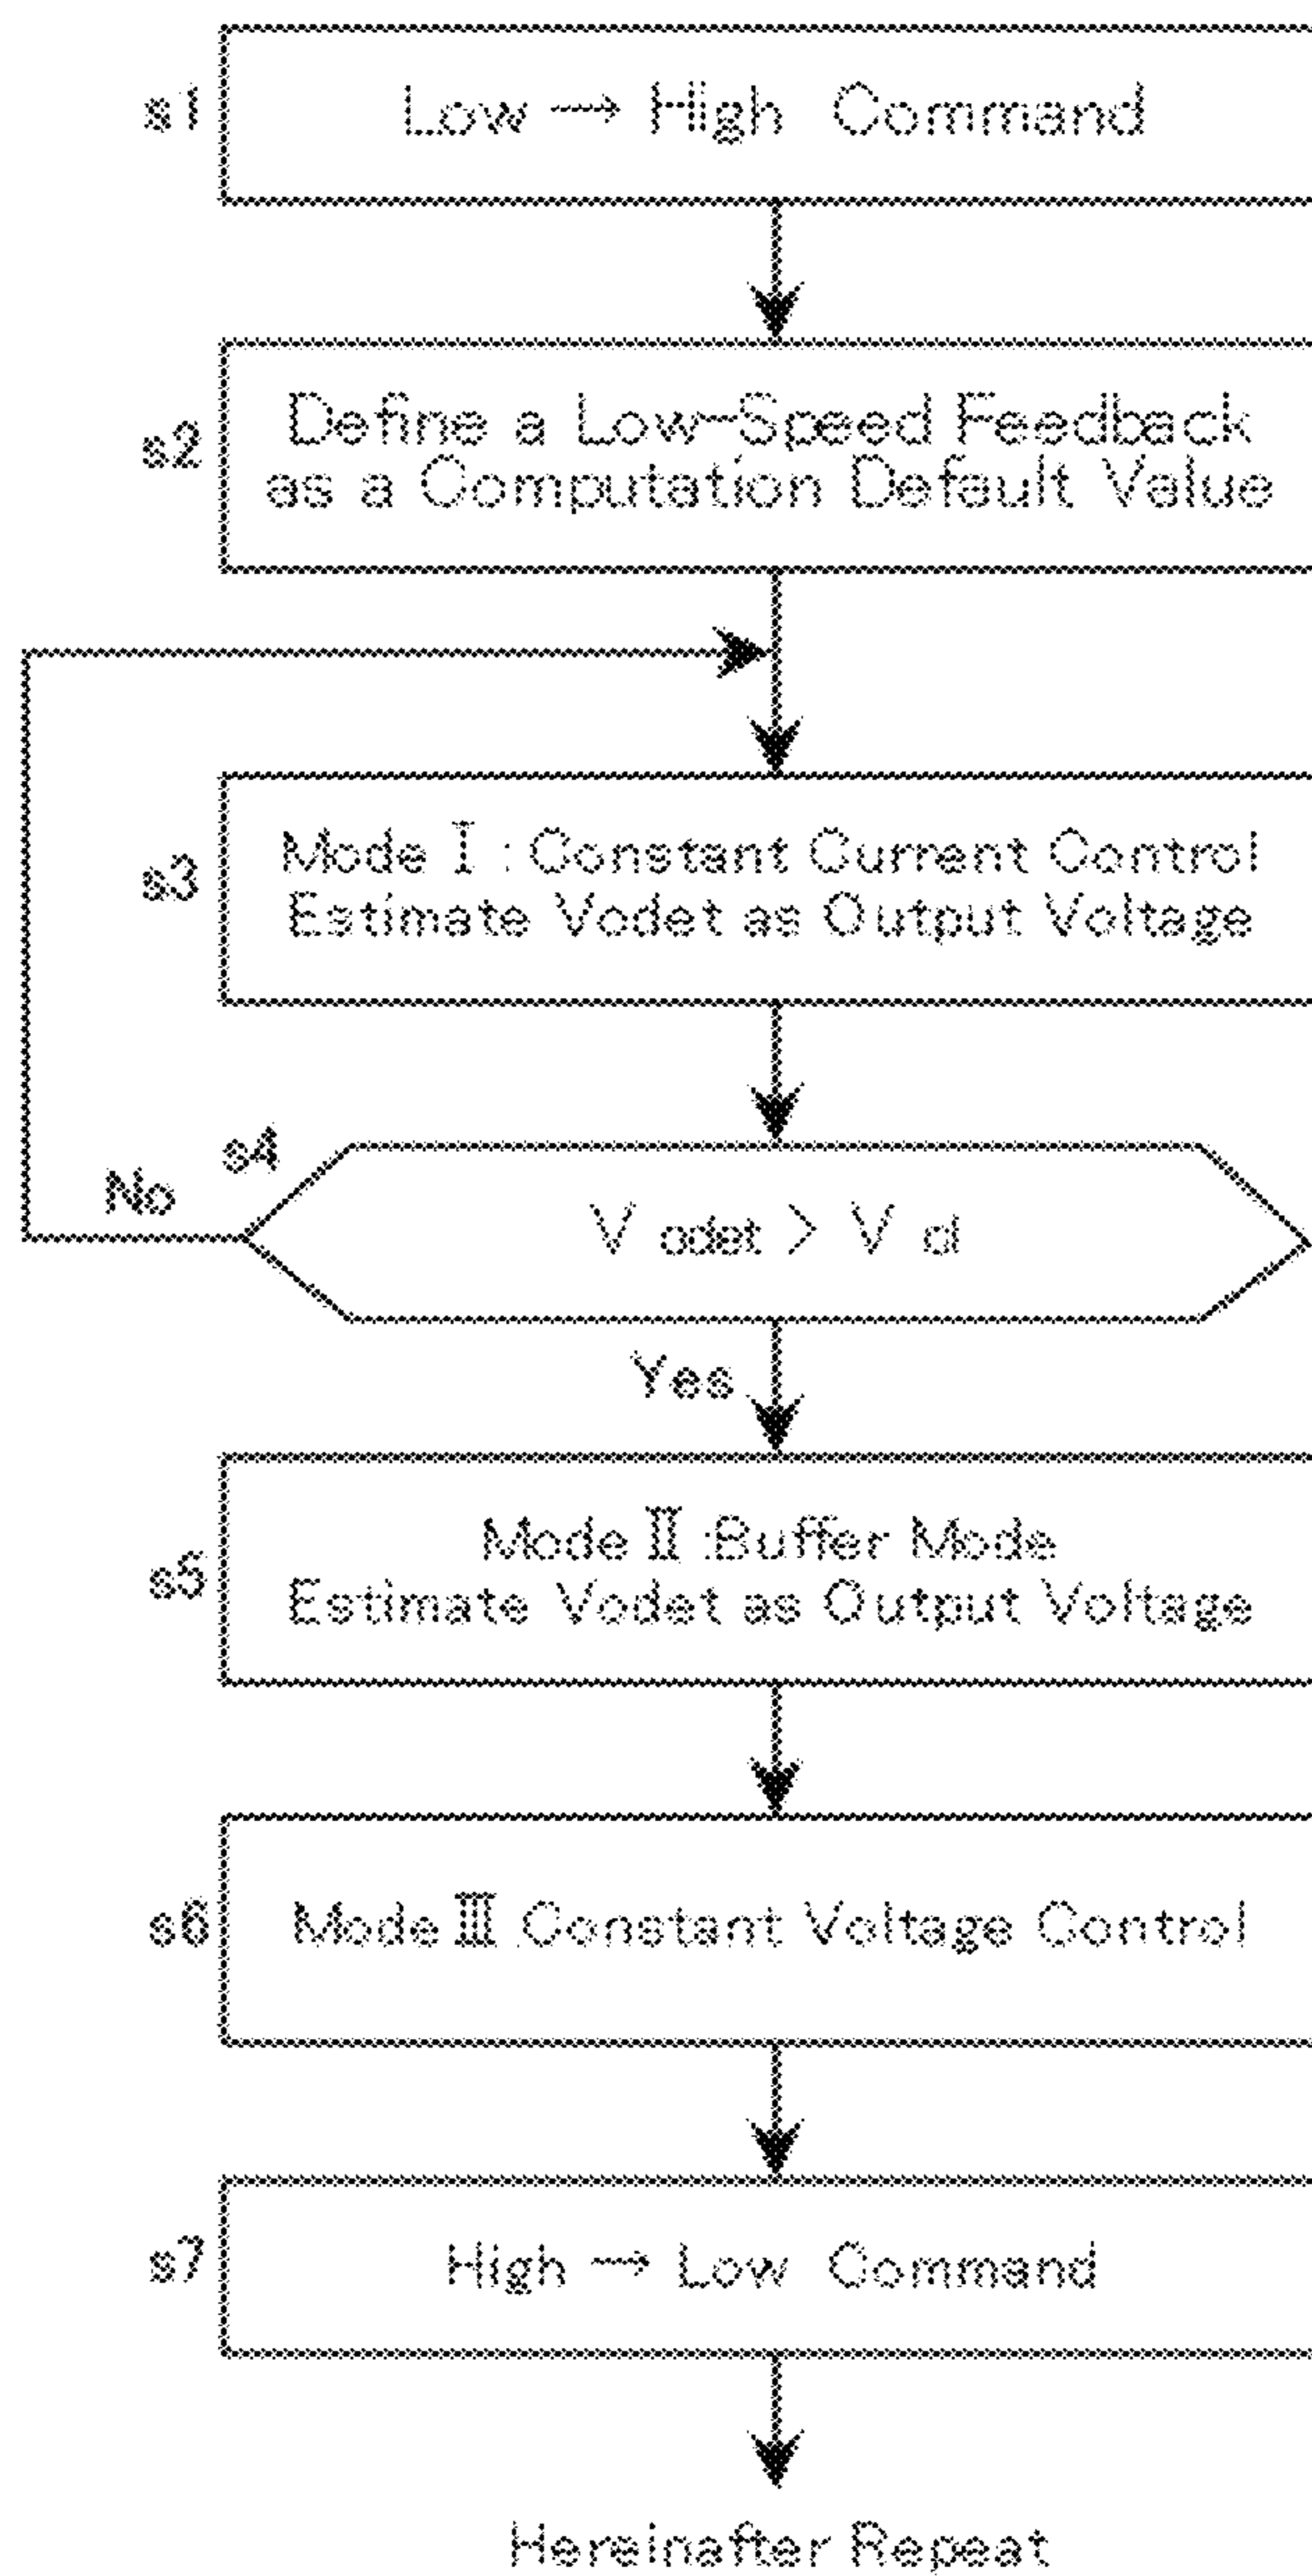 s1
Low → High Command
s2
Define a Low-Speed Feedback
as a Computation Default Value
s3
Mode Ⅰ : Constant Current Control
Estimate Vodet as Output Voltage
s4
No
V odet > V cl
Yes
s5
Mode Ⅱ :Buffer Mode
Estimate Vodet as Output Voltage
s6
Mode Ⅲ :Constant Voltage Control
s7
High → Low Command
Hereinafter Repeat